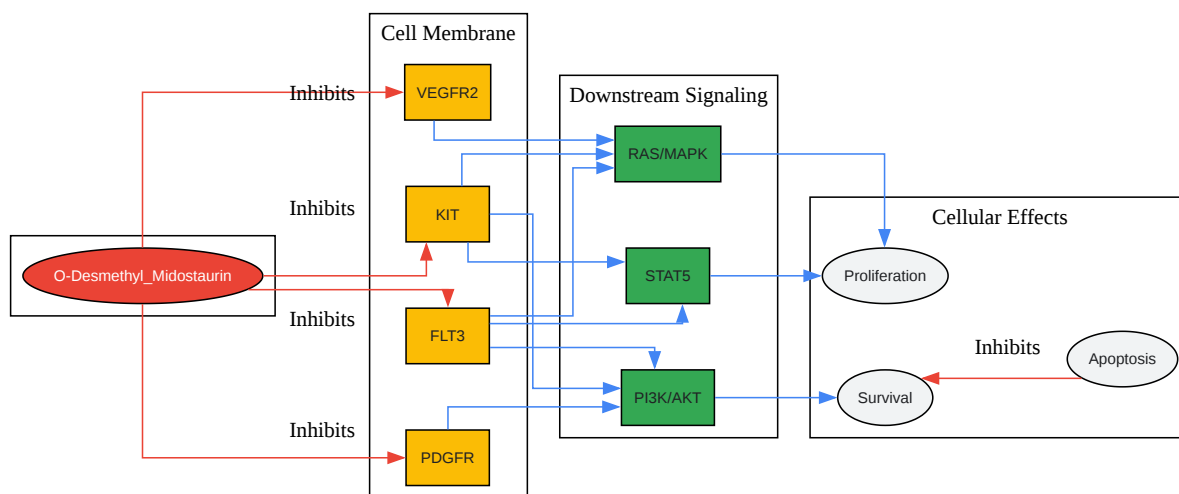 Cell Membrane
Inhibits
VEGFR2
Downstream Signaling
RAS/MAPK
Inhibits
KIT
Cellular Effects
O-Desmethyl_Midostaurin
STAT5
Proliferation
Inhibits
FLT3
Inhibits
Apoptosis
PI3K/AKT
Survival
Inhibits
PDGFR